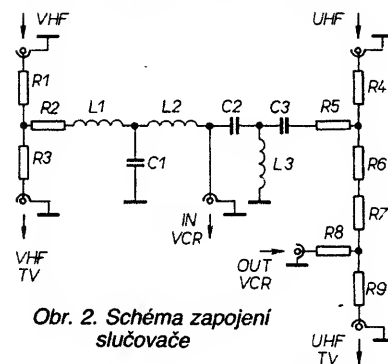 VHF
UHF
R1
R4
R2
L1
L2
C2
C3
R5
R3
C1
L3
R6
R7
VHF
TV
IN
VCR
OUT
VCR
R8
R9
UHF
TV
Obr. 2. Schéma zapojení
slučovače